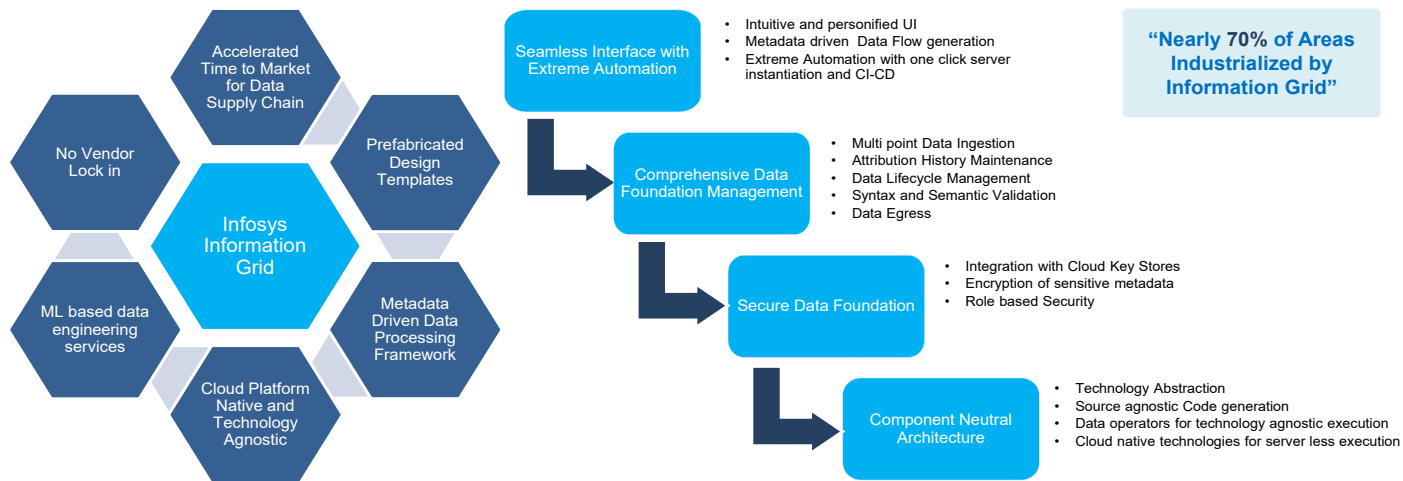 Accelerated
Time to Market
for Data
Supply Chain
Prefabricated
Design
Templates
Metadata
Driven Data
Processing
Framework
Cloud Platform
Native and
Technology
Agnostic
ML based data
engineering
services
No Vendor
Lock in
Infosys
Information
Grid
Seamless Interface with
Extreme Automation
• Intuitive and personified UI
• Metadata driven Data Flow generation
• Extreme Automation with one click server
instantiation and CI-CD
Comprehensive Data
Foundation Management
• Multi point Data Ingestion
• Attribution History Maintenance
• Data Lifecycle Management
• Syntax and Semantic Validation
• Data Egress
Secure Data Foundation
• Integration with Cloud Key Stores
• Encryption of sensitive metadata
• Role based Security
Component Neutral
Architecture
• Technology Abstraction
• Source agnostic Code generation
• Data operators for technology agnostic execution
• Cloud native technologies for server less execution
“Nearly 70% of Areas
Industrialized by
Information Grid”